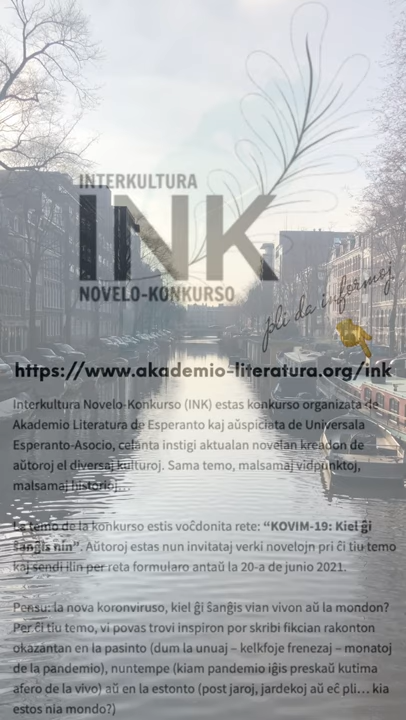 INTERKULTURA
INK
NOVELO-KONKURSO
pli da informoj
https://www.akademio-literatura.org/ink
Interkultura Novelo-Konkurso (INK) estas konkurso organizata de
Akademio Literatura de Esperanto kaj aŭspiciata de Universala
Esperanto-Asocio, celanta instigi aktualan novelan kreadon de
aŭtoroj el diversaj kulturoj. Sama temo, malsamaj vidpunktoj,
malsamaj historioj...
La temo de la konkurso estis voĉdonita rete: “KOVIM-19: Kiel ĝi
ŝanĝis nin”. Aŭtoroj estas nun invitataj verki novelojn pri ĉi tiu temo
kaj sendi ilin per reta formularo antaŭ la 20-a de junio 2021.
Pensu: la nova koronviruso, kiel ĝi ŝanĝis vian vivon aŭ la mondon?
Per ĉi tiu temo, vi povas trovi inspiron por skribi fikcian rakonton
okazantan en la pasinto (dum la unuaj – kelkfoje frenezaj – monatoj
de la pandemio), nuntempe (kiam pandemio iĝis preskaŭ kutima
afero de la vivo) aŭ en la estonto (post jaroj, jardekoj aŭ eĉ pli... kia
estos nia mondo?)